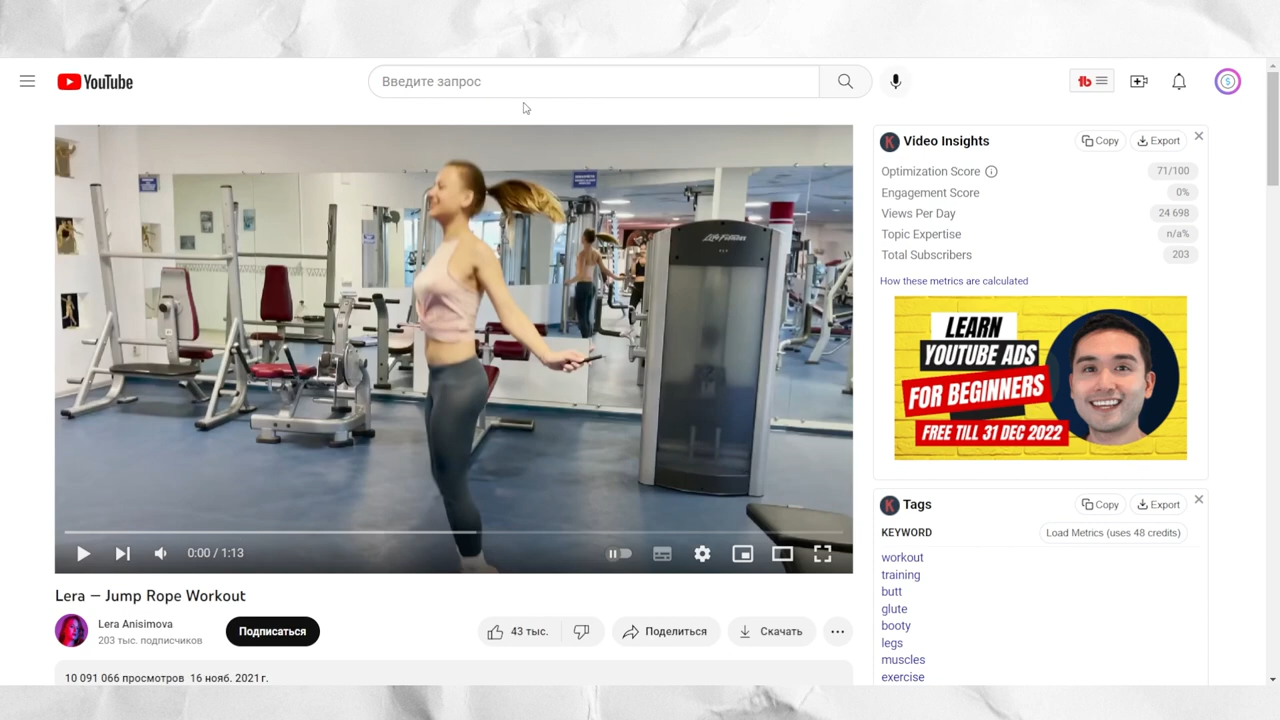 YouTube
Введите запрос
Life Fitness
0:00 / 1:13
Lera – Jump Rope Workout
Lera Anisimova
203 тыс. подписчиков
Подписаться
43 тыс.
Поделиться
Скачать
10 091 066 просмотров 16 нояб. 2021 г.
tb
K Video Insights
Copy
Export
Optimization Score
71/100
Engagement Score
0%
Views Per Day
24 698
Topic Expertise
n/a%
Total Subscribers
203
How these metrics are calculated
LEARN
YOUTUBE ADS
FOR BEGINNERS
FREE TILL 31 DEC 2022
K Tags
Copy
Export
KEYWORD
Load Metrics (uses 48 credits)
workout
training
butt
glute
booty
legs
muscles
exercise